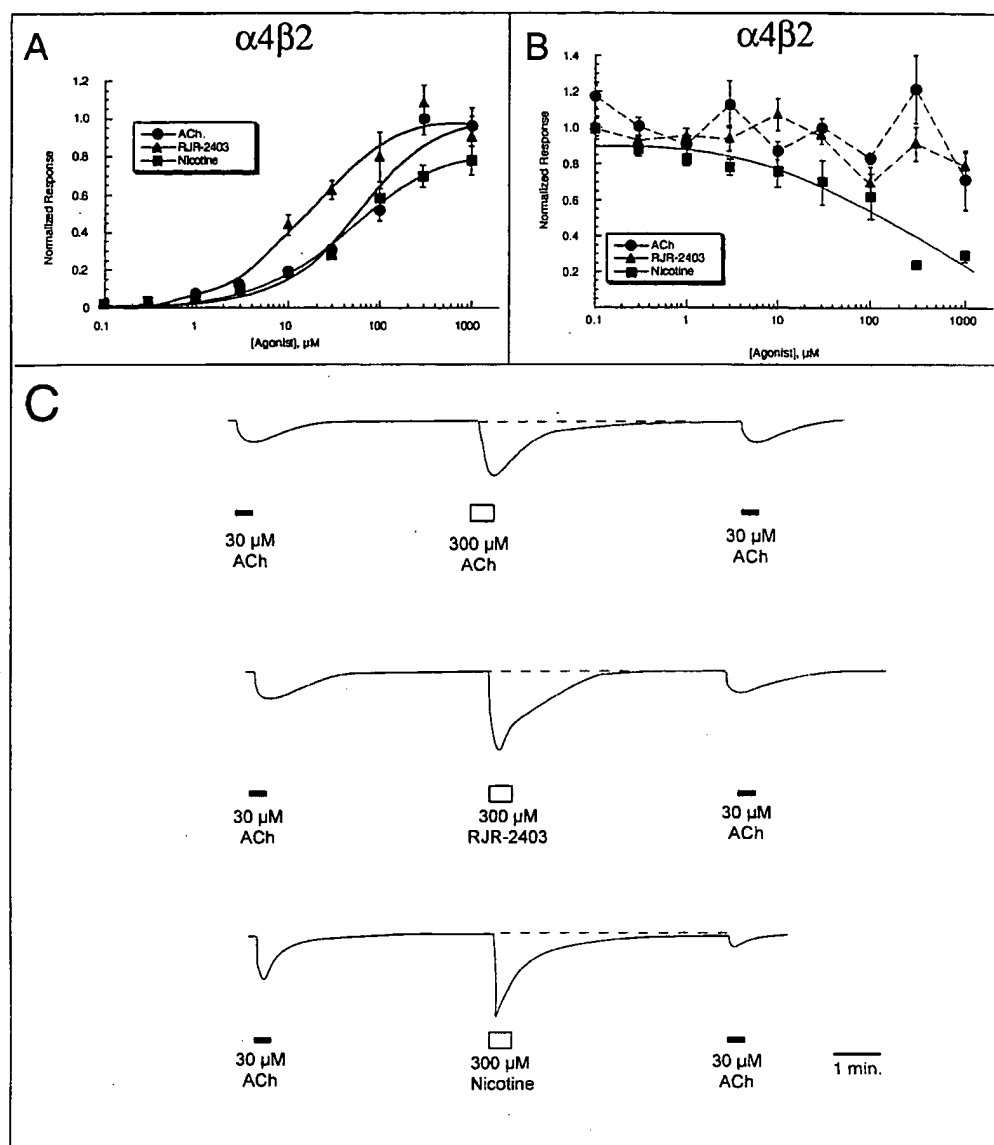 A
α4β2
Normalized Response
1.2
1.0
0.8
0.6
0.4
0.2
0
ACh.
RJR-2403
Nicotine
0.1
1
10
100
1000
[Agonist], µM
B
α4β2
Normalized Response
1.4
1.2
1.0
0.8
0.6
0.4
0.2
ACh
RJR-2403
Nicotine
0.1
1
10
100
1000
[Agonist], µM
C
30 µM
ACh
300 µM
ACh
30 µM
ACh
30 µM
ACh
300 µM
RJR-2403
30 µM
ACh
30 µM
ACh
300 µM
Nicotine
30 µM
ACh
1 min.